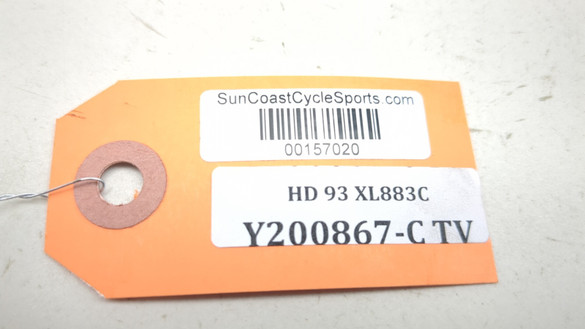 SunCoastCycleSports.com
00157020
HD 93 XL883C
Y200867-C TV